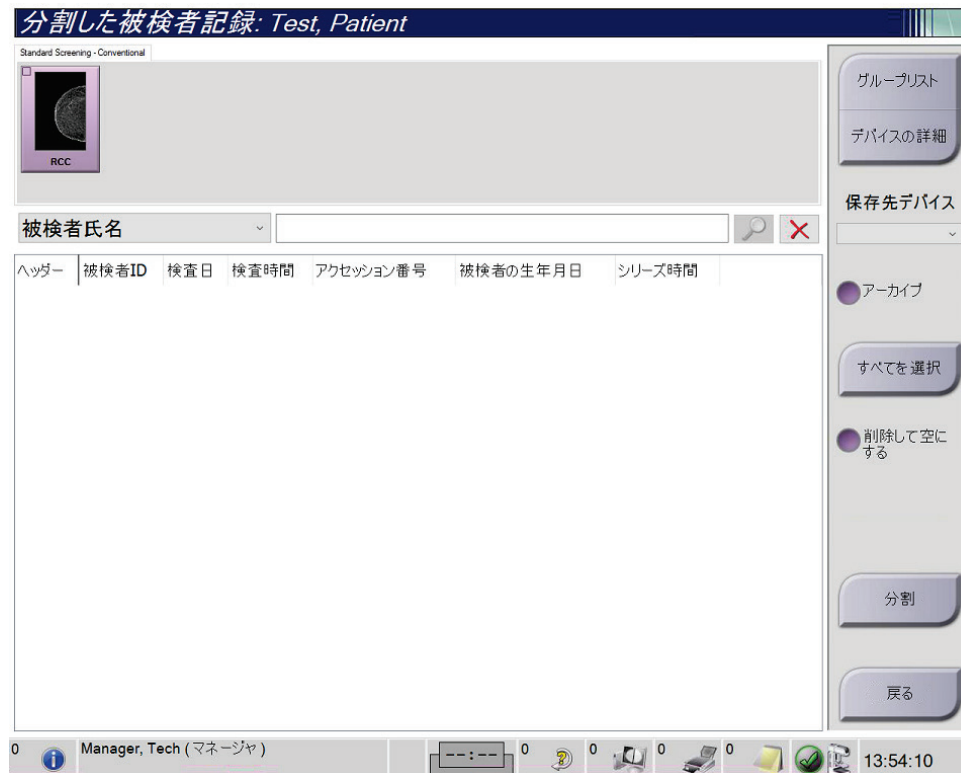 分割した被検者記録: Test, Patient
Standard Screening - Conventional
RCC
グループリスト
デバイスの詳細
保存先デバイス
被検者氏名
ヘッダー 被検者ID 検査日 検査時間 アクセッション番号 被検者の生年月日 シリーズ時間
アーカイブ
すべてを選択
削除して空に
する
分割
戻る
0 Manager, Tech (マネージャ) --:-- 0 0 0 0 13:54:10